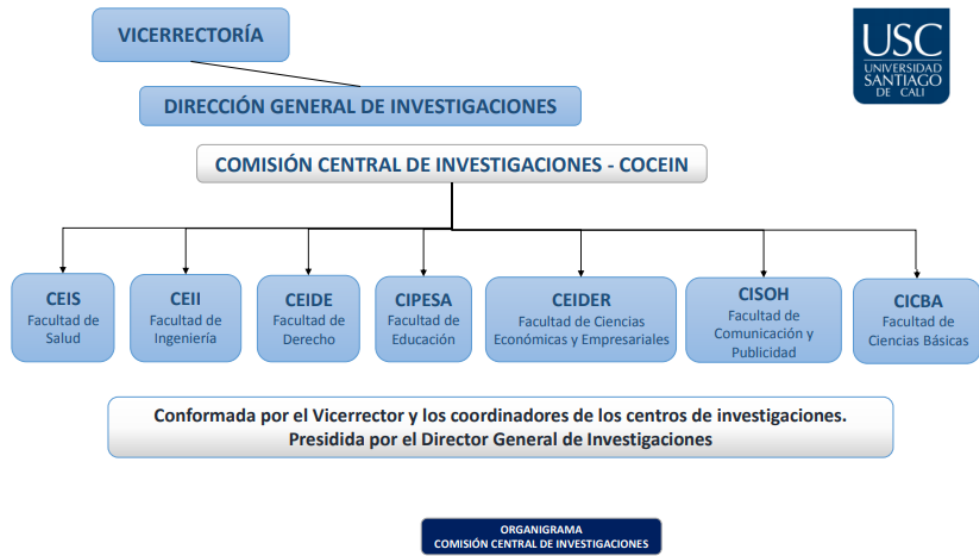 VICERRECTORÍA
USC
UNIVERSIDAD
SANTIAGO
DE CALI
DIRECCIÓN GENERAL DE INVESTIGACIONES
COMISIÓN CENTRAL DE INVESTIGACIONES - COCEIN
CEIS
Facultad de
Salud
CEII
Facultad de
Ingeniería
CEIDE
Facultad de
Derecho
CIPESA
Facultad de
Educación
CEIDER
Facultad de Ciencias
Económicas y Empresariales
CISOH
Facultad de
Comunicación y
Publicidad
CICBA
Facultad de
Ciencias Básicas
Conformada por el Vicerrector y los coordinadores de los centros de investigaciones.
Presidida por el Director General de Investigaciones
ORGANIGRAMA
COMISIÓN CENTRAL DE INVESTIGACIONES